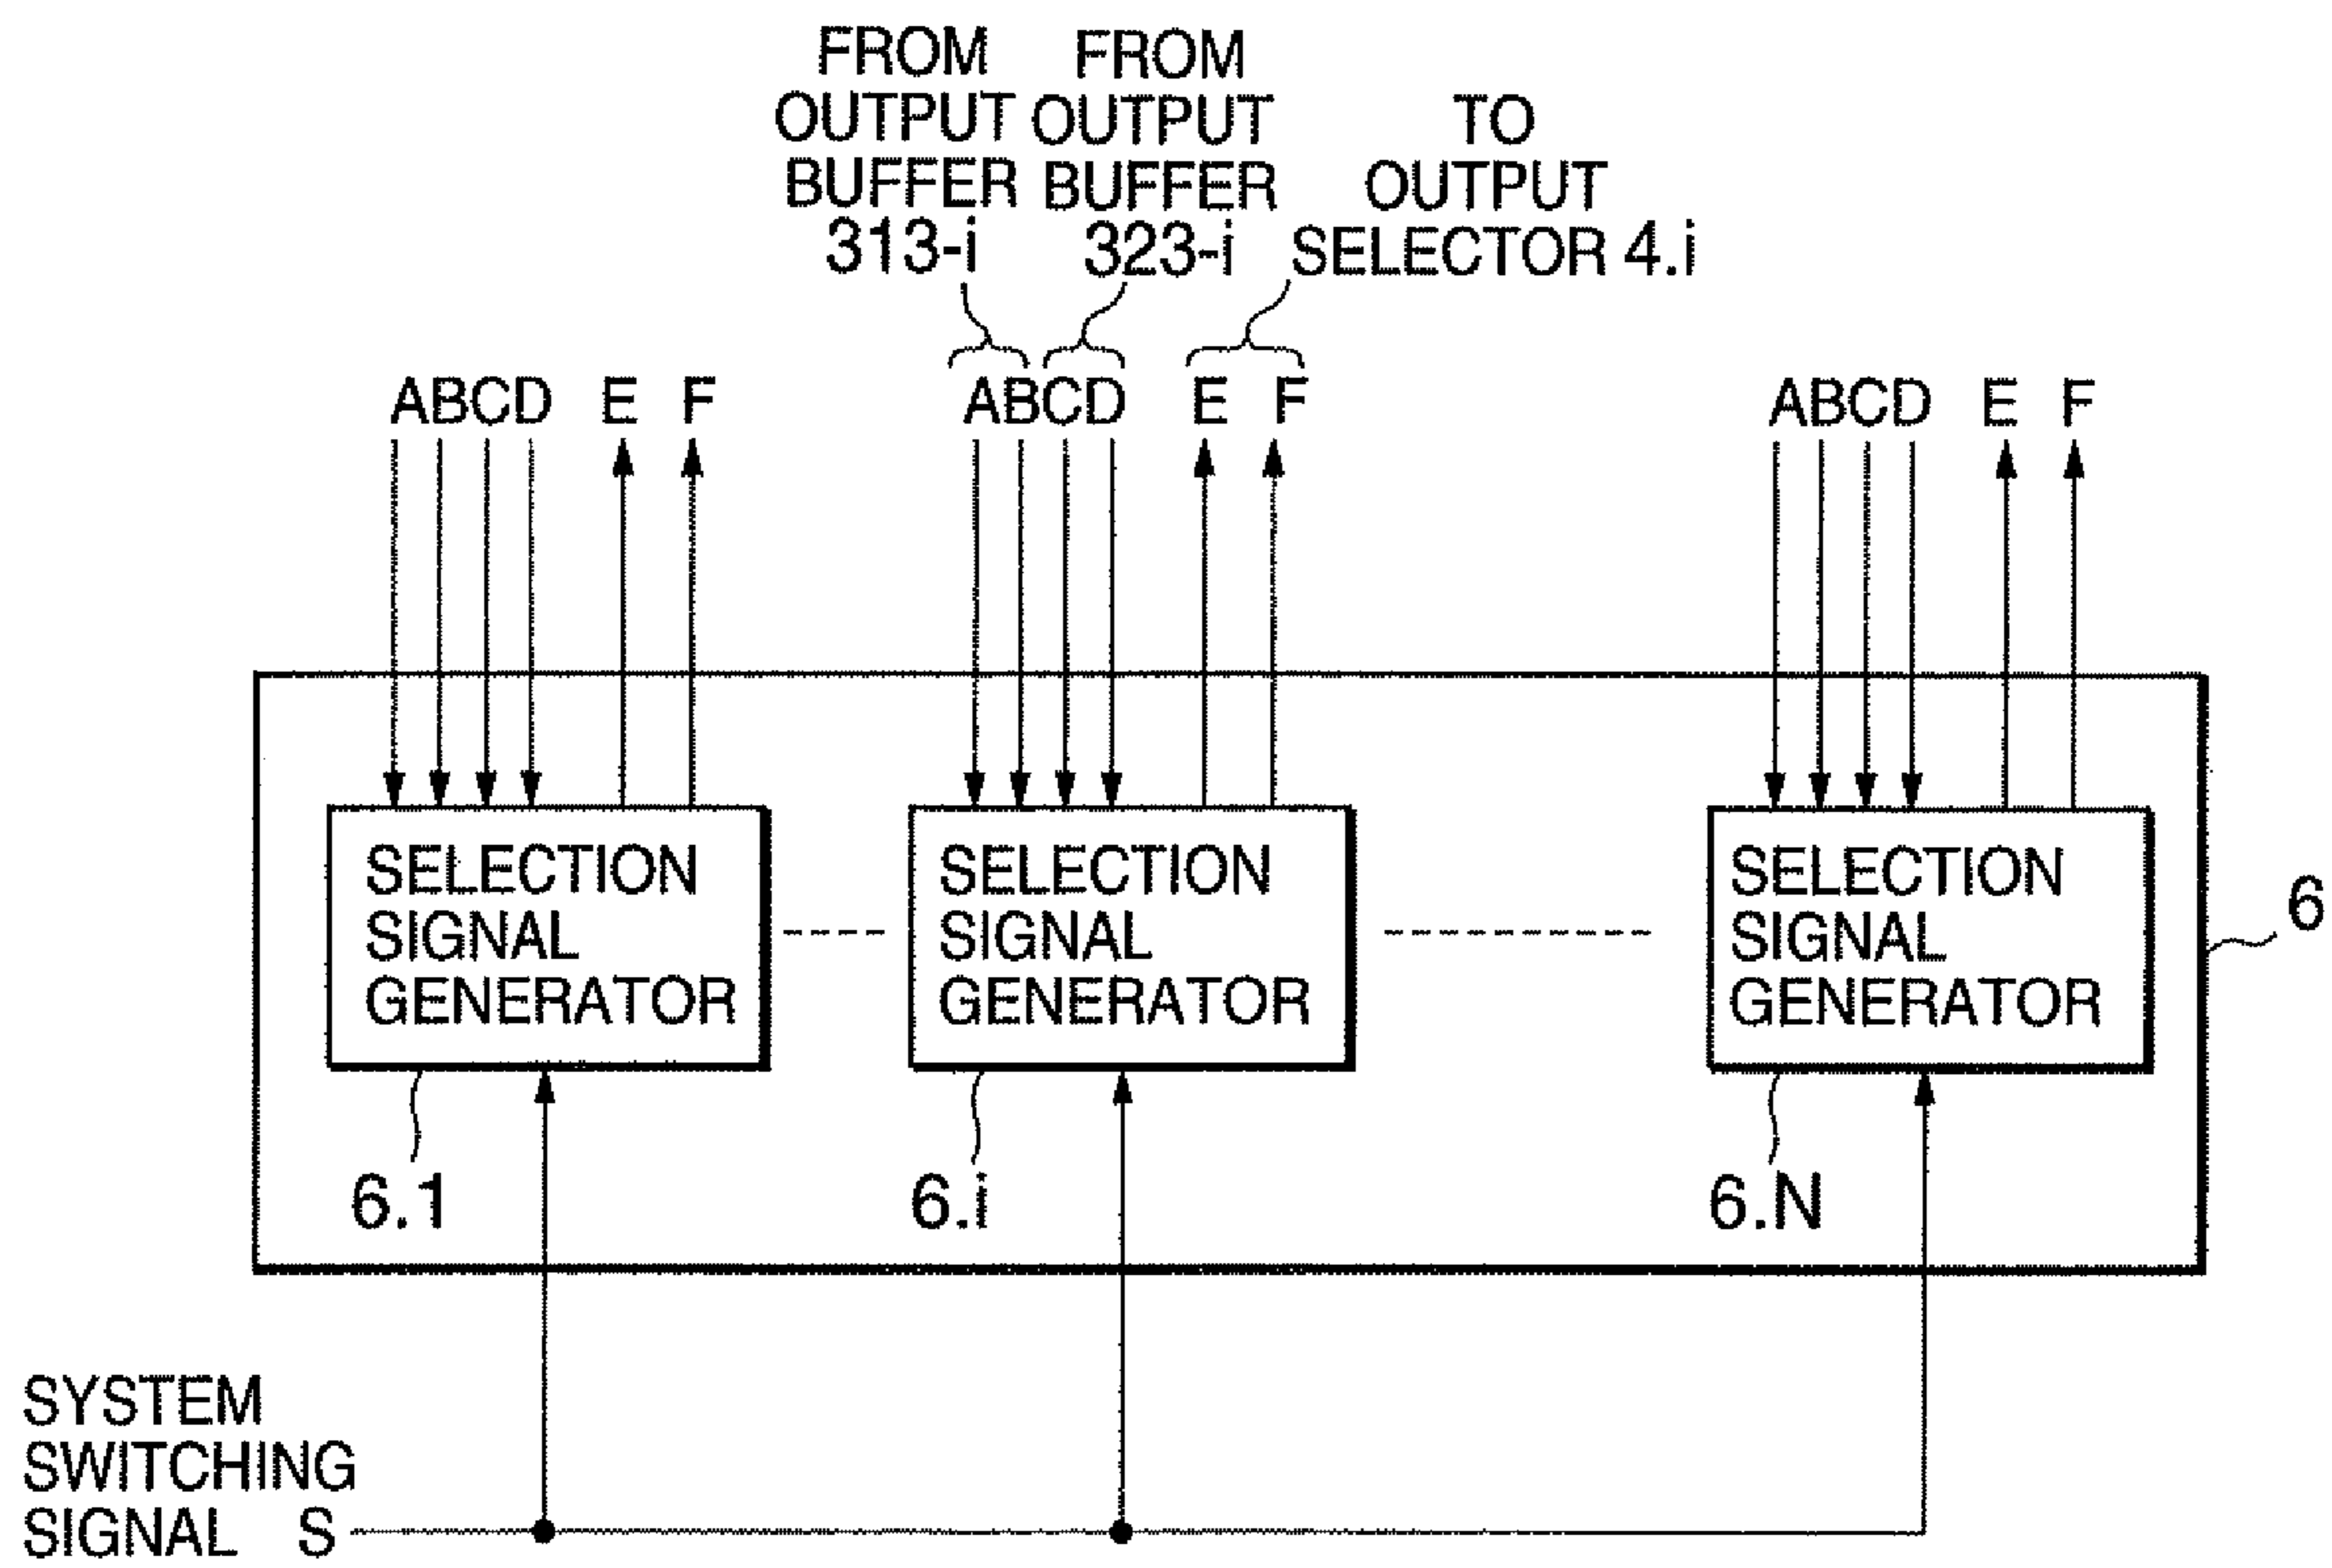 FROM
OUTPUT
BUFFER
313-i
FROM
OUTPUT
BUFFER
323-i
TO
OUTPUT
SELECTOR 4.i
ABCD E F
ABCD E F
ABCD E F
SELECTION
SIGNAL
GENERATOR
SELECTION
SIGNAL
GENERATOR
SELECTION
SIGNAL
GENERATOR
6
6.1
6.i
6.N
SYSTEM
SWITCHING
SIGNAL S